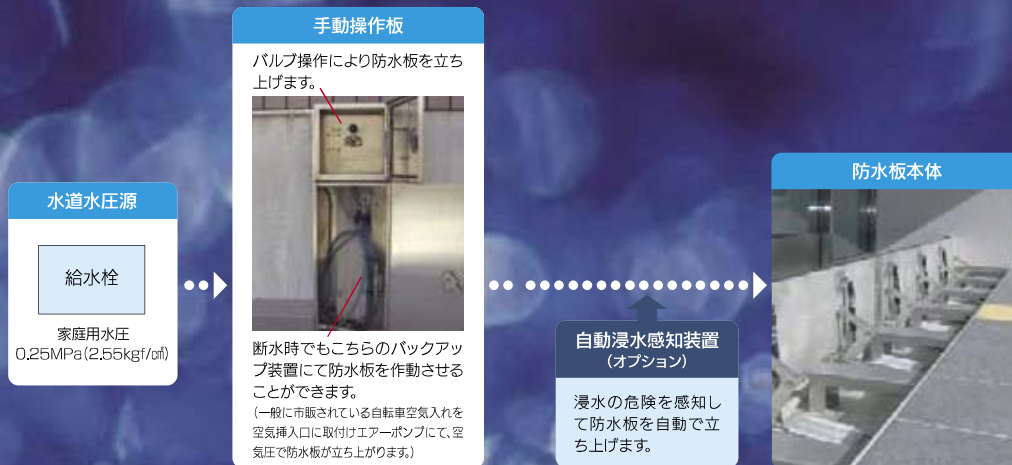 水道水圧源
給水栓
家庭用水圧
0.25MPa(2.55kgf/㎠)
手動操作板
バルブ操作により防水板を立ち
上げます。
断水時でもこちらのバックアッ
プ装置にて防水板を作動させる
ことができます。
(一般に市販されている自転車空気入れを
空気挿入口に取付けエアーポンプにて、空
気圧で防水板が立ち上がります。)
自動浸水感知装置
(オプション)
浸水の危険を感知し
て防水板を自動で立
ち上げます。
防水板本体